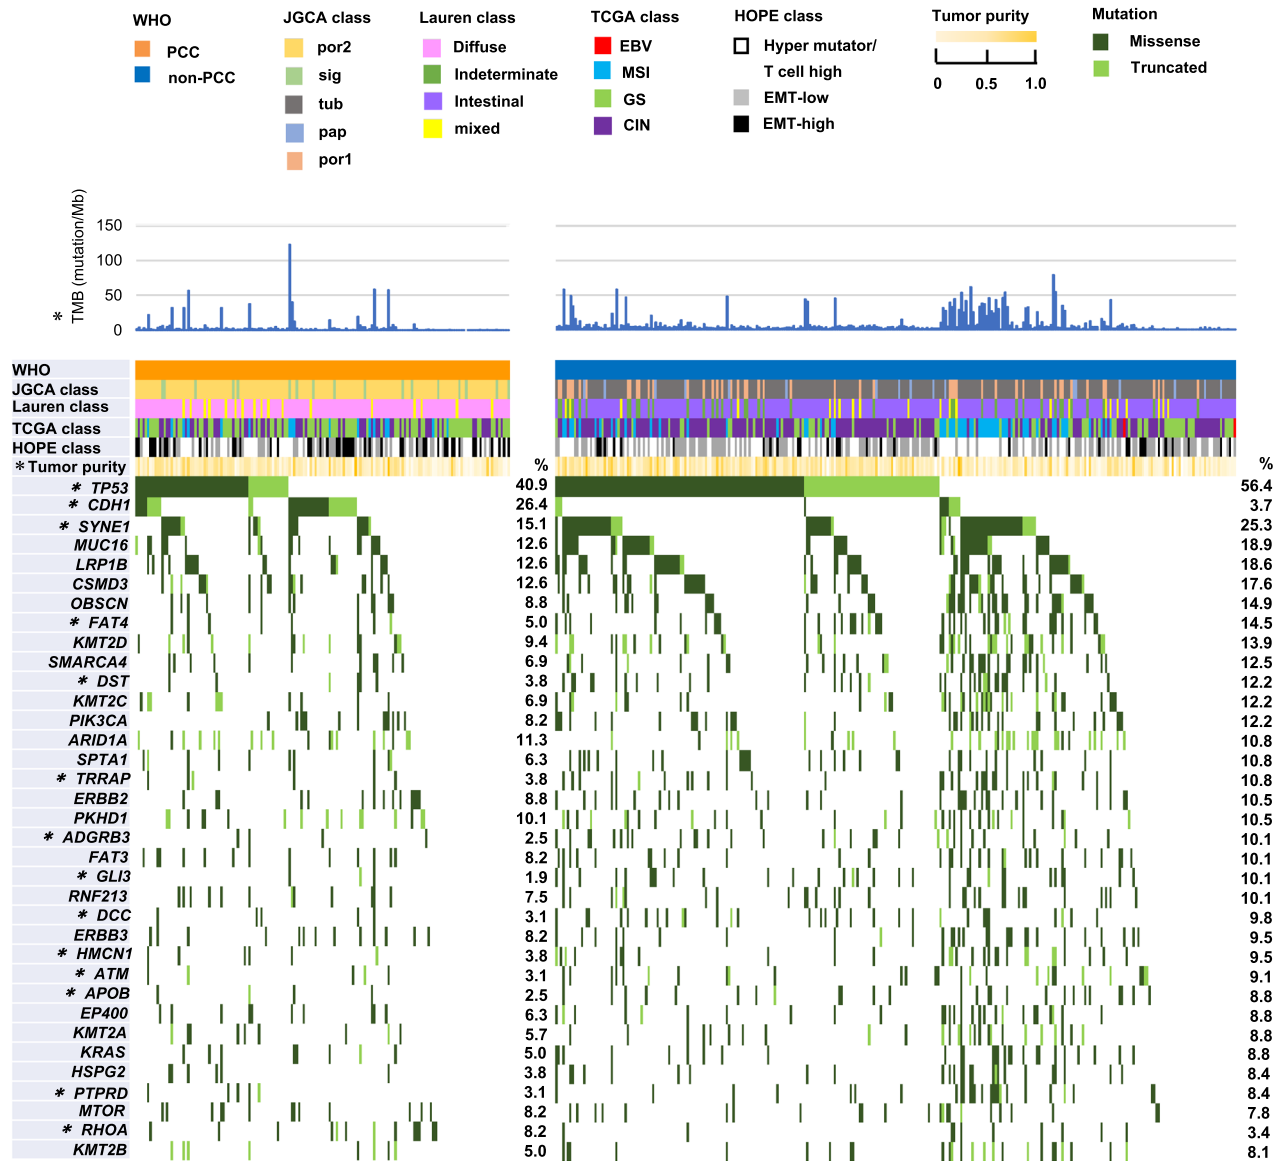 WHO
PCC
non-PCC
JGCA class
por2
sig
tub
pap
por1
Lauren class
Diffuse
Indeterminate
Intestinal
mixed
TCGA class
EBV
MSI
GS
CIN
HOPE class
Hyper mutator/
T cell high
EMT-low
EMT-high
Tumor purity
0 0.5 1.0
Mutation
Missense
Truncated
* TMB (mutation/Mb)
150
100
50
0
WHO
JGCA class
Lauren class
TCGA class
HOPE class
* Tumor purity % %
* TP53 40.9 56.4
* CDH1 26.4 3.7
* SYNE1 15.1 25.3
MUC16 12.6 18.9
LRP1B 12.6 18.6
CSMD3 12.6 17.6
OBSCN 8.8 14.9
* FAT4 5.0 14.5
KMT2D 9.4 13.9
SMARCA4 6.9 12.5
* DST 3.8 12.2
KMT2C 6.9 12.2
PIK3CA 8.2 12.2
ARID1A 11.3 10.8
SPTA1 6.3 10.8
* TRRAP 3.8 10.8
ERBB2 8.8 10.5
PKHD1 10.1 10.5
* ADGRB3 2.5 10.1
FAT3 8.2 10.1
* GLI3 1.9 10.1
RNF213 7.5 10.1
* DCC 3.1 9.8
ERBB3 8.2 9.5
* HMCN1 3.8 9.5
* ATM 3.1 9.1
* APOB 2.5 8.8
EP400 6.3 8.8
KMT2A 5.7 8.8
KRAS 5.0 8.8
HSPG2 3.8 8.4
* PTPRD 3.1 8.4
MTOR 8.2 7.8
* RHOA 8.2 3.4
KMT2B 5.0 8.1